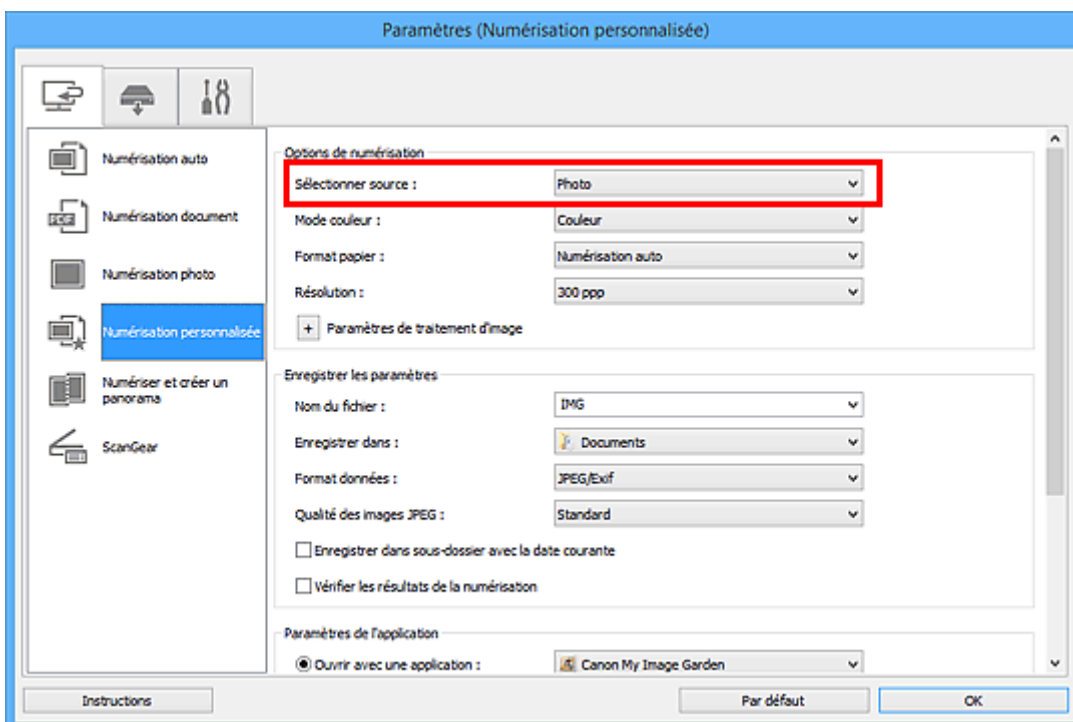 Paramètres (Numérisation personnalisée)
Numérisation auto
Numérisation document
Numérisation photo
Numérisation personnalisée
Numériser et créer un
panorama
ScanGear
Options de numérisation
Sélectionner source : Photo
Mode couleur : Couleur
Format papier : Numérisation auto
Résolution : 300 ppp
+ Paramètres de traitement d'image
Enregistrer les paramètres
Nom du fichier : IMG
Enregistrer dans : Documents
Format données : JPEG/Exif
Qualité des images JPEG : Standard
Enregistrer dans sous-dossier avec la date courante
Vérifier les résultats de la numérisation
Paramètres de l'application
Ouvrir avec une application : Canon My Image Garden
Instructions Par défaut OK